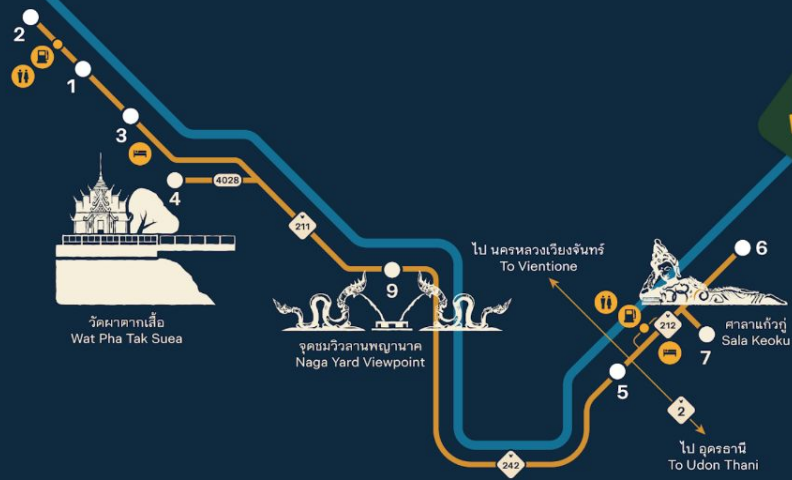 2
1
3
4
4028
211
วัดผาตากเสื้อ
Wat Pha Tak Suea
9
จุดชมวิวลานพญานาค
Naga Yard Viewpoint
ไป นครหลวงเวียงจันทร์
To Vientione
6
212
ศาลาแก้วกู่
Sala Keoku
7
5
2
242
ไป อุดรธานี
To Udon Thani